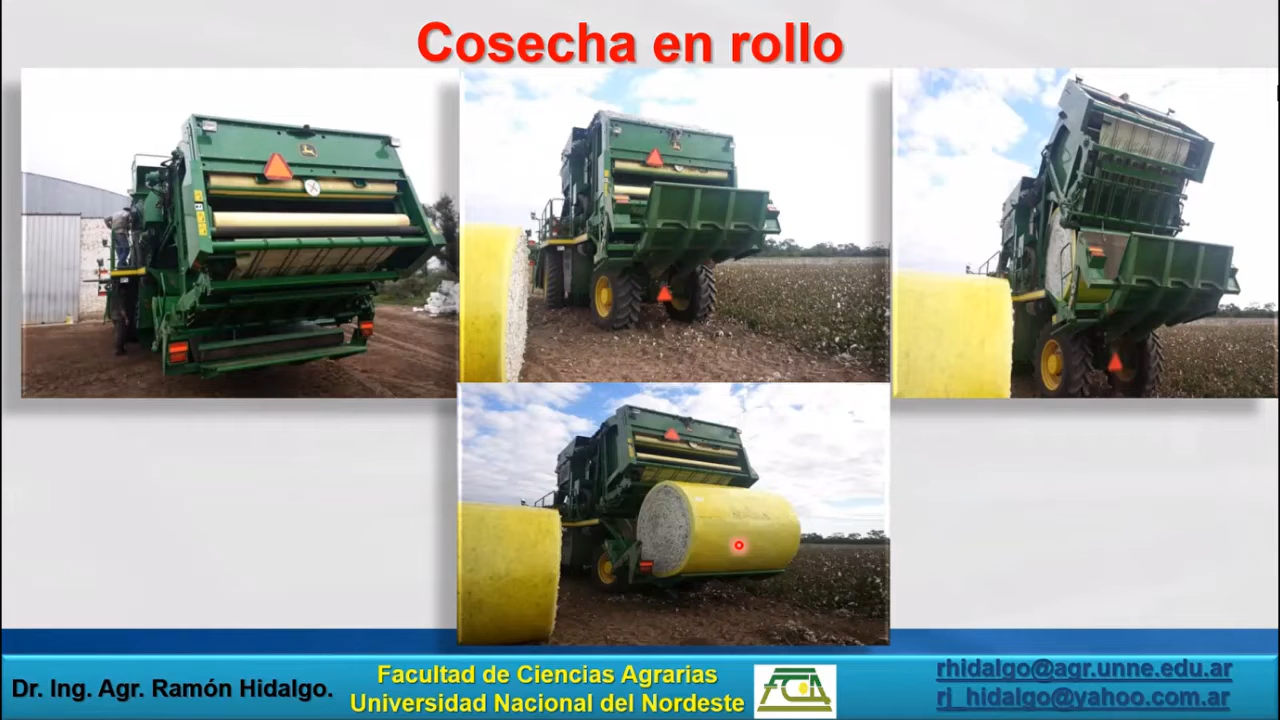 Cosecha en rollo
Dr. Ing. Agr. Ramón Hidalgo.
Facultad de Ciencias Agrarias
Universidad Nacional del Nordeste
FCA
rhidalgo@agr.unne.edu.ar
rj_hidalgo@yahoo.com.ar